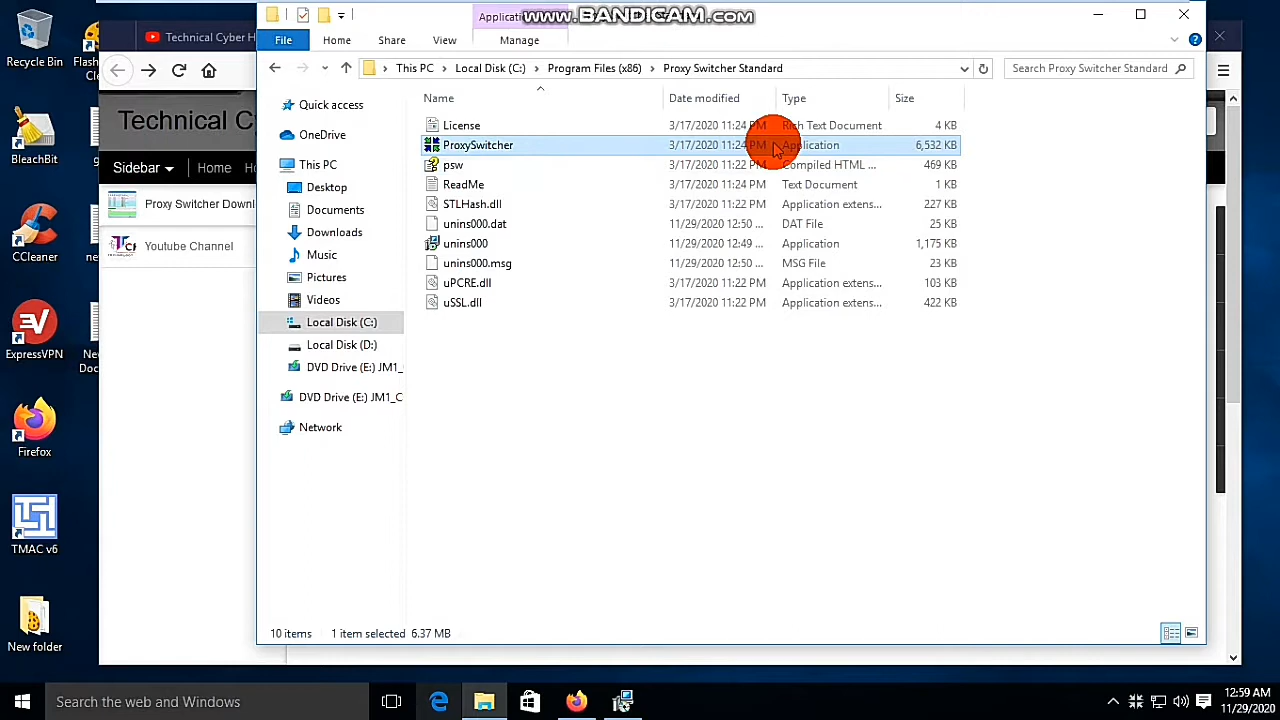 www.BANDICAM.com
Application
File Home Share View Manage
This PC Local Disk (C:) Program Files (x86) Proxy Switcher Standard
Search Proxy Switcher Standard
Name Date modified Type Size
License 3/17/2020 11:24 PM Rich Text Document 4 KB
ProxySwitcher 3/17/2020 11:24 PM Application 6,532 KB
psw 3/17/2020 11:22 PM Compiled HTML ... 469 KB
ReadMe 3/17/2020 11:24 PM Text Document 1 KB
STLHash.dll 3/17/2020 11:22 PM Application extens... 227 KB
unins000.dat 11/29/2020 12:50 ... DAT File 25 KB
unins000 11/29/2020 12:49 ... Application 1,175 KB
unins000.msg 11/29/2020 12:50 ... MSG File 23 KB
uPCRE.dll 3/17/2020 11:22 PM Application extens... 103 KB
uSSL.dll 3/17/2020 11:22 PM Application extens... 422 KB
Quick access
OneDrive
This PC
Desktop
Documents
Downloads
Music
Pictures
Videos
Local Disk (C:)
Local Disk (D:)
DVD Drive (E:) JM1_
DVD Drive (E:) JM1_C
Network
10 items 1 item selected 6.37 MB
Technical Cyber H
Technical Cy
Sidebar Home
Proxy Switcher Downl
Youtube Channel
Recycle Bin
BleachBit
CCleaner
ExpressVPN
Firefox
TMAC v6
New folder
Search the web and Windows
12:59 AM
11/29/2020